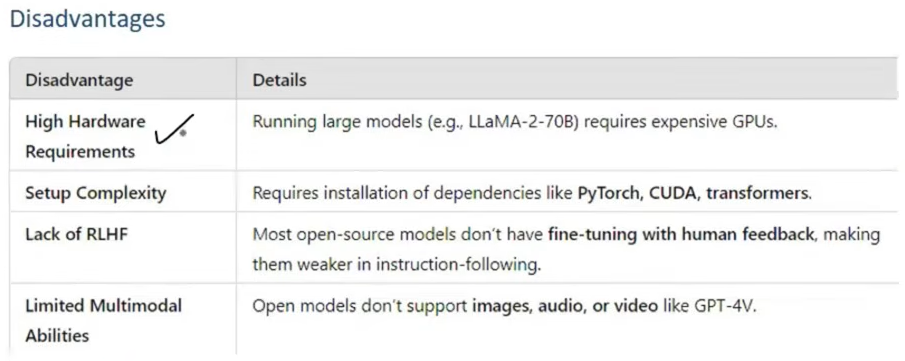 Disadvantages
Disadvantage Details
High Hardware Requirements Running large models (e.g., LLaMA-2-70B) requires expensive GPUs.
Setup Complexity Requires installation of dependencies like PyTorch, CUDA, transformers.
Lack of RLHF Most open-source models don't have fine-tuning with human feedback, making
them weaker in instruction-following.
Limited Multimodal Abilities Open models don't support images, audio, or video like GPT-4V.